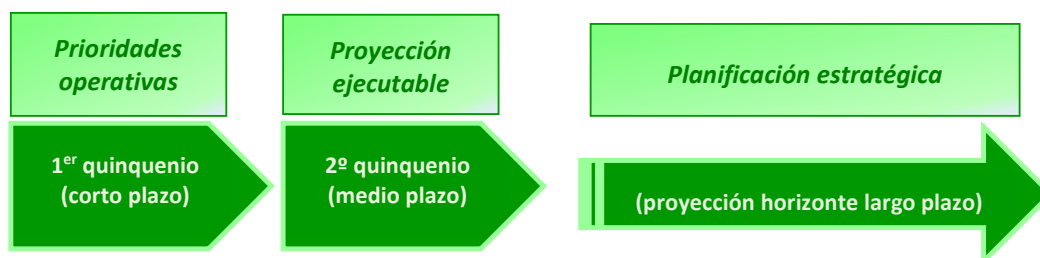 Prioridades
operativas
Proyección
ejecutable
Planificación estratégica
1er quinquenio
(corto plazo)
2º quinquenio
(medio plazo)
(proyección horizonte largo plazo)